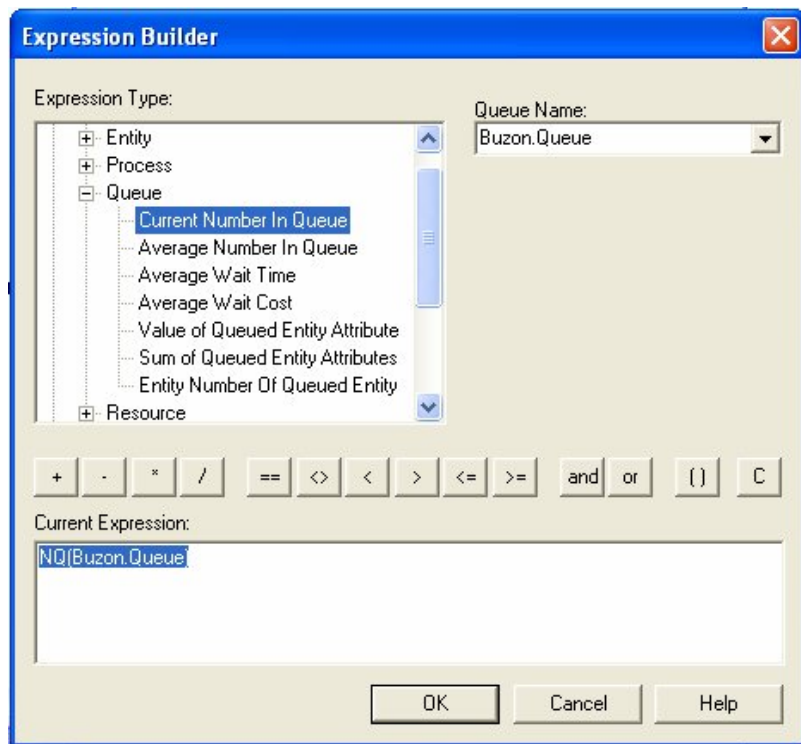 Expression Builder
Expression Type:
Entity
Process
Queue
Current Number In Queue
Average Number In Queue
Average Wait Time
Average Wait Cost
Value of Queued Entity Attribute
Sum of Queued Entity Attributes
Entity Number Of Queued Entity
Resource
Queue Name:
Buzon.Queue
+ - * / == <> < > <= >= and or () C
Current Expression:
NQ(Buzon.Queue)
OK Cancel Help